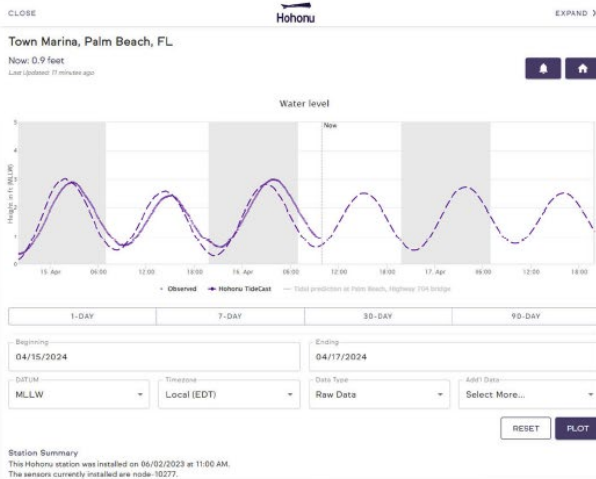 CLOSE
Hohonu
EXPAND
Town Marina, Palm Beach, FL
Now: 0.9 feet
Last Updated: 11 minutes ago
Water level
Now
5
4
3
2
1
0
Height in ft (MLLW)
15. Apr 06:00 12:00 18:00 16. Apr 06:00 12:00 18:00 17. Apr 06:00 12:00 18:00
Observed Hohonu TideCast Tidal prediction at Palm Beach, Highway 704 bridge
1-DAY 7-DAY 30-DAY 90-DAY
Beginning Ending
04/15/2024 04/17/2024
DATUM Timezone Data Type Add'l Data
MLLW Local (EDT) Raw Data Select More...
RESET PLOT
Station Summary
This Hohonu station was installed on 06/02/2023 at 11:00 AM.
The sensors currently installed are node-10277.